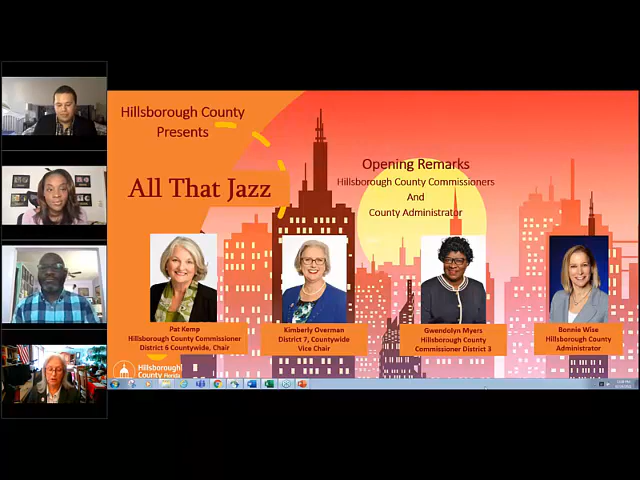 Hillsborough County
Presents
All That Jazz
Opening Remarks
Hillsborough County Commissioners
And
County Administrator
Pat Kemp
Hillsborough County Commissioner
District 6 Countywide, Chair
Kimberly Overman
District 7, Countywide
Vice Chair
Gwendolyn Myers
Hillsborough County
Commissioner District 3
Bonnie Wise
Hillsborough County
Administrator
Hillsborough
County Florida